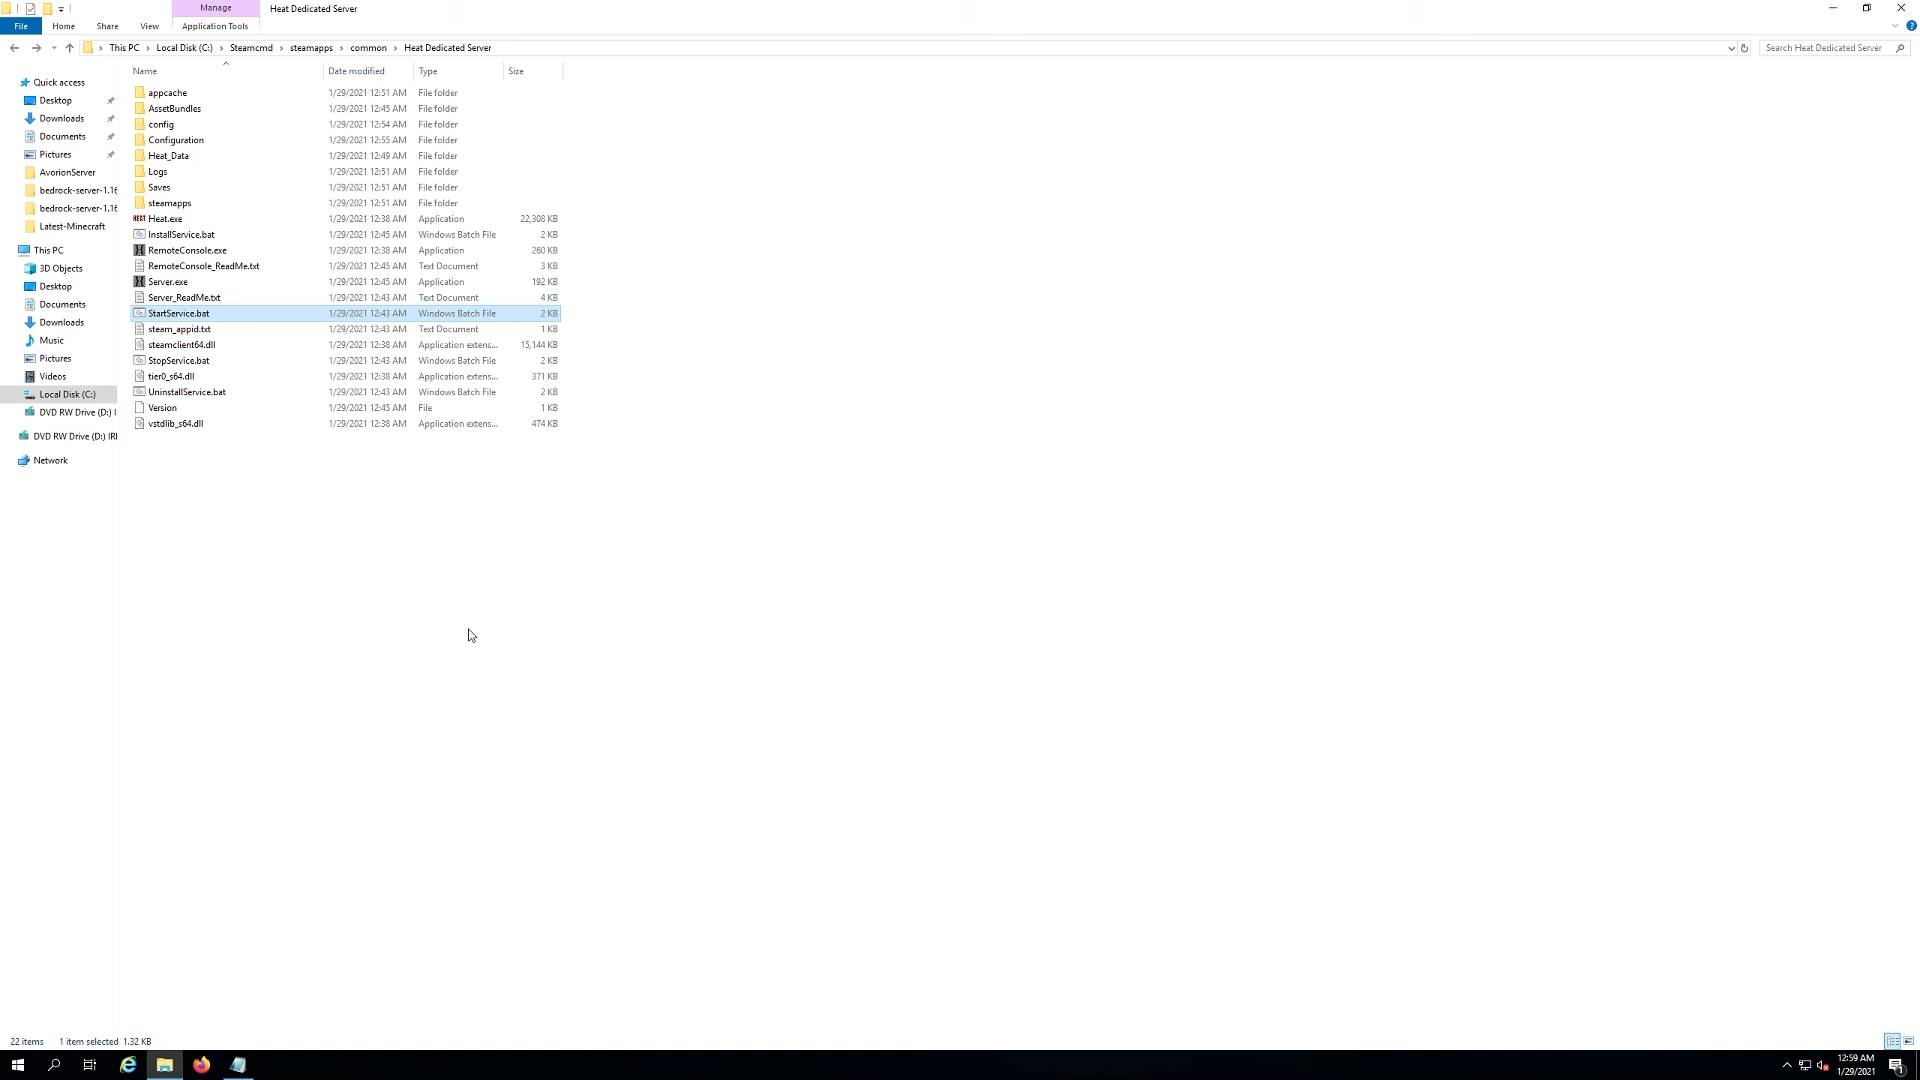 Manage
Heat Dedicated Server
File
Home
Share
View
Application Tools
This PC
Local Disk (C:)
Steamcmd
steamapps
common
Heat Dedicated Server
Search Heat Dedicated Server
Name
Date modified
Type
Size
Quick access
Desktop
Downloads
Documents
Pictures
AvorionServer
bedrock-server-1.16
bedrock-server-1.16
Latest-Minecraft
This PC
3D Objects
Desktop
Documents
Downloads
Music
Pictures
Videos
Local Disk (C:)
DVD RW Drive (D:) I
DVD RW Drive (D:) IRI
Network
appcache 1/29/2021 12:51 AM File folder
AssetBundles 1/29/2021 12:45 AM File folder
config 1/29/2021 12:54 AM File folder
Configuration 1/29/2021 12:55 AM File folder
Heat_Data 1/29/2021 12:49 AM File folder
Logs 1/29/2021 12:51 AM File folder
Saves 1/29/2021 12:51 AM File folder
steamapps 1/29/2021 12:51 AM File folder
HEAT Heat.exe 1/29/2021 12:38 AM Application 22,308 KB
InstallService.bat 1/29/2021 12:45 AM Windows Batch File 2 KB
RemoteConsole.exe 1/29/2021 12:38 AM Application 260 KB
RemoteConsole_ReadMe.txt 1/29/2021 12:45 AM Text Document 3 KB
Server.exe 1/29/2021 12:45 AM Application 192 KB
Server_ReadMe.txt 1/29/2021 12:43 AM Text Document 4 KB
StartService.bat 1/29/2021 12:43 AM Windows Batch File 2 KB
steam_appid.txt 1/29/2021 12:43 AM Text Document 1 KB
steamclient64.dll 1/29/2021 12:38 AM Application extens... 15,144 KB
StopService.bat 1/29/2021 12:43 AM Windows Batch File 2 KB
tier0_s64.dll 1/29/2021 12:38 AM Application extens... 371 KB
UninstallService.bat 1/29/2021 12:43 AM Windows Batch File 2 KB
Version 1/29/2021 12:45 AM File 1 KB
vstdlib_s64.dll 1/29/2021 12:38 AM Application extens... 474 KB
22 items 1 item selected 1.32 KB
12:59 AM
1/29/2021
1